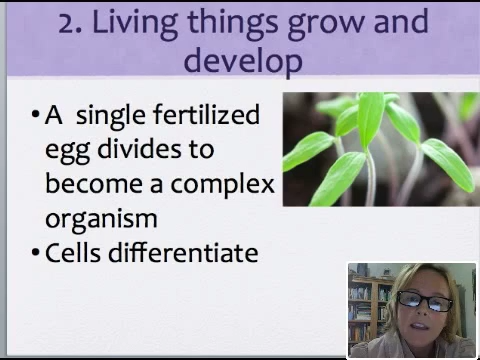 2. Living things grow and
develop
• A single fertilized
egg divides to
become a complex
organism
• Cells differentiate